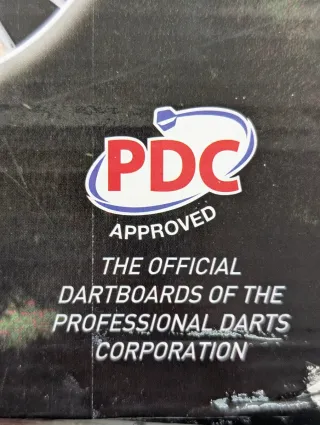 PDC
APPROVED
THE OFFICIAL
DARTBOARDS OF THE
PROFESSIONAL DARTS
CORPORATION